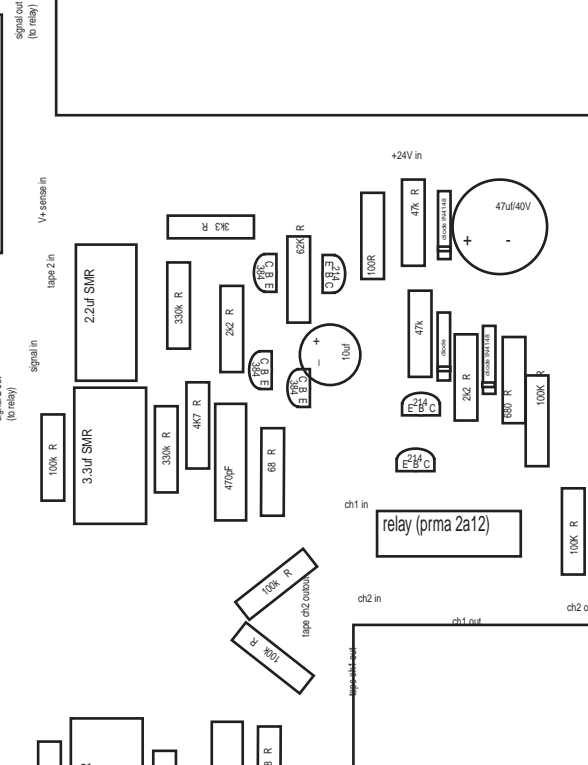 signal out
(to relay)
+24V in
V+ sense in
3k3 R
62K R
100R
47k R
diode IN4148
47uf/40V
+ -
tape 2 in
2.2uf SMR
330k R
2k2 R
C B E
384
214
E B C
+
-
10uf
47k
diode
2k2 R
diode IN4148
680 R
100K R
signal in
(to relay)
C B E
384
C B E
384
214
E B C
100k R
3.3uf SMR
330k R
4K7 R
470pF
68 R
214
E B C
ch1 in
relay (prma 2a12)
100K R
100k R
tape ch2 outout
ch2 in
ch2 o
ch1 out
100k R
tape ch1 out
R